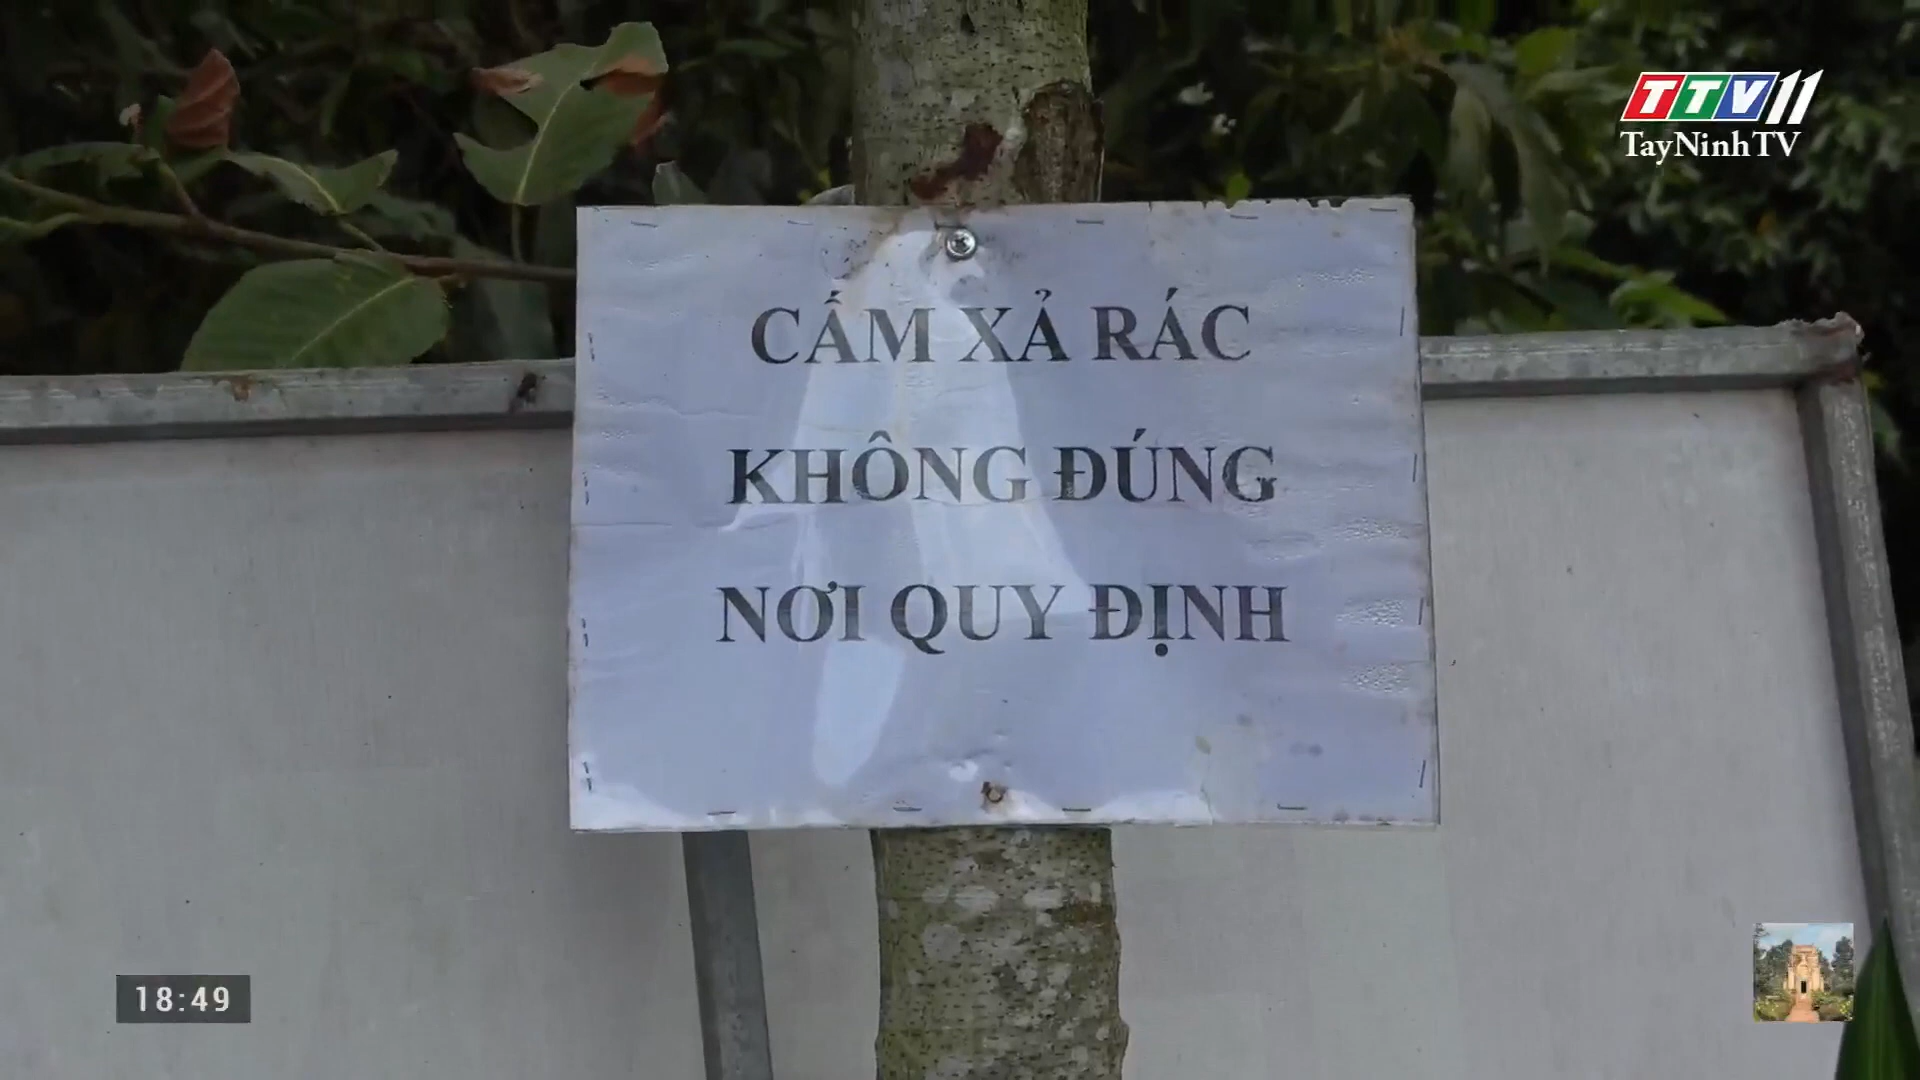 TTV11
TayNinhTV
CẤM XẢ RÁC
KHÔNG ĐÚNG
NƠI QUY ĐỊNH
18:49